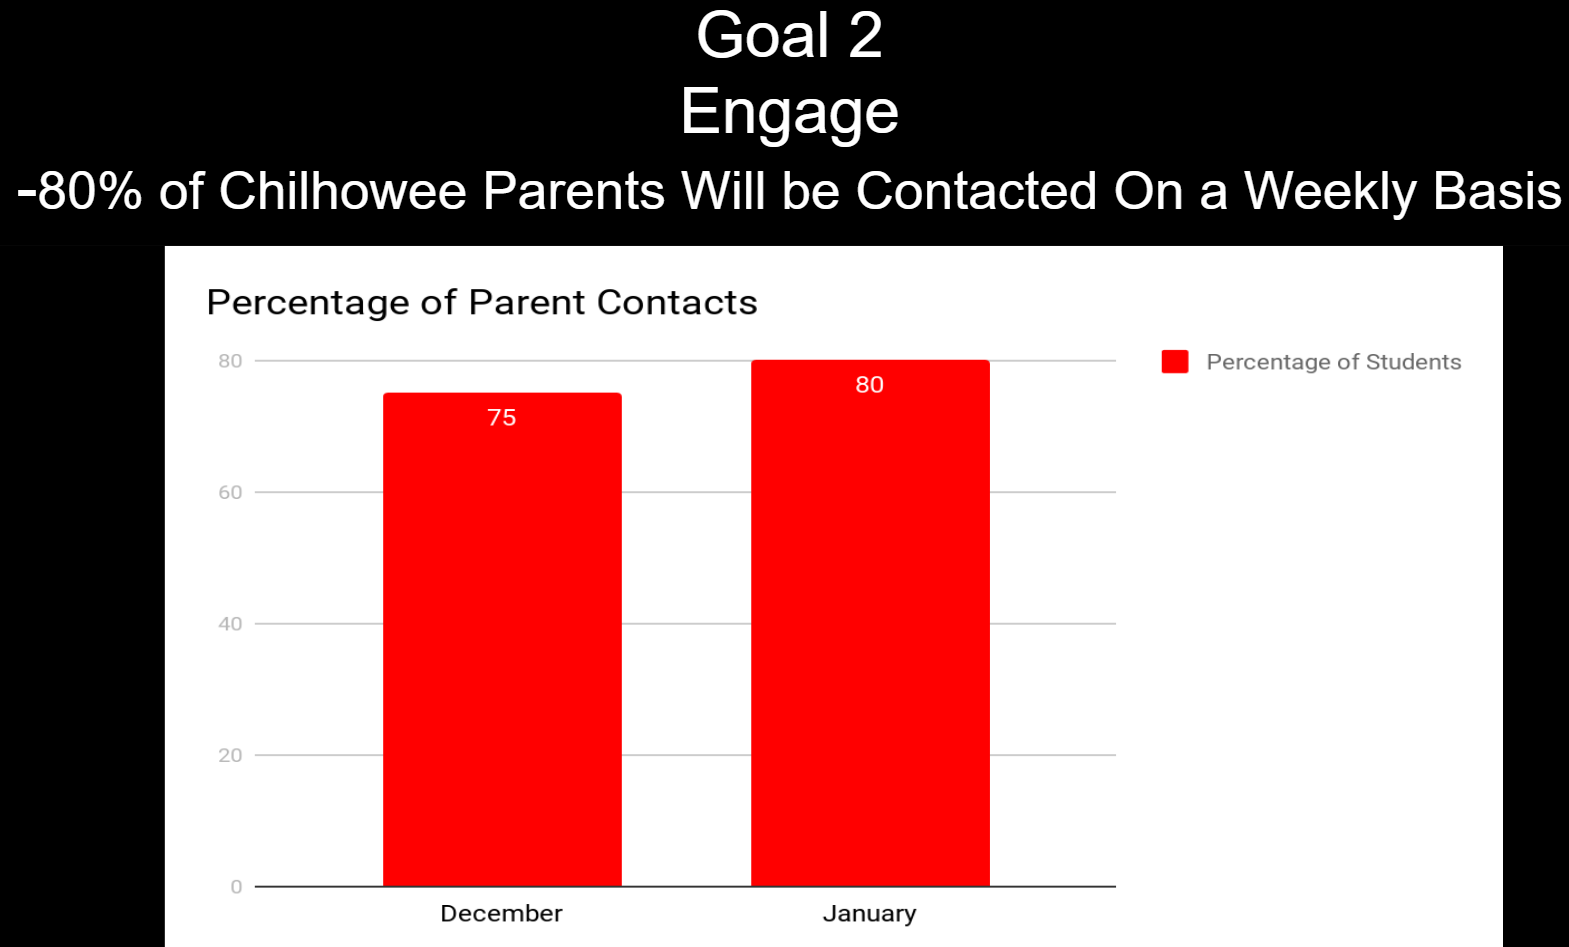 Goal 2
Engage
-80% of Chilhowee Parents Will be Contacted On a Weekly Basis
Percentage of Parent Contacts
Percentage of Students
80
60
40
20
0
75
80
December
January